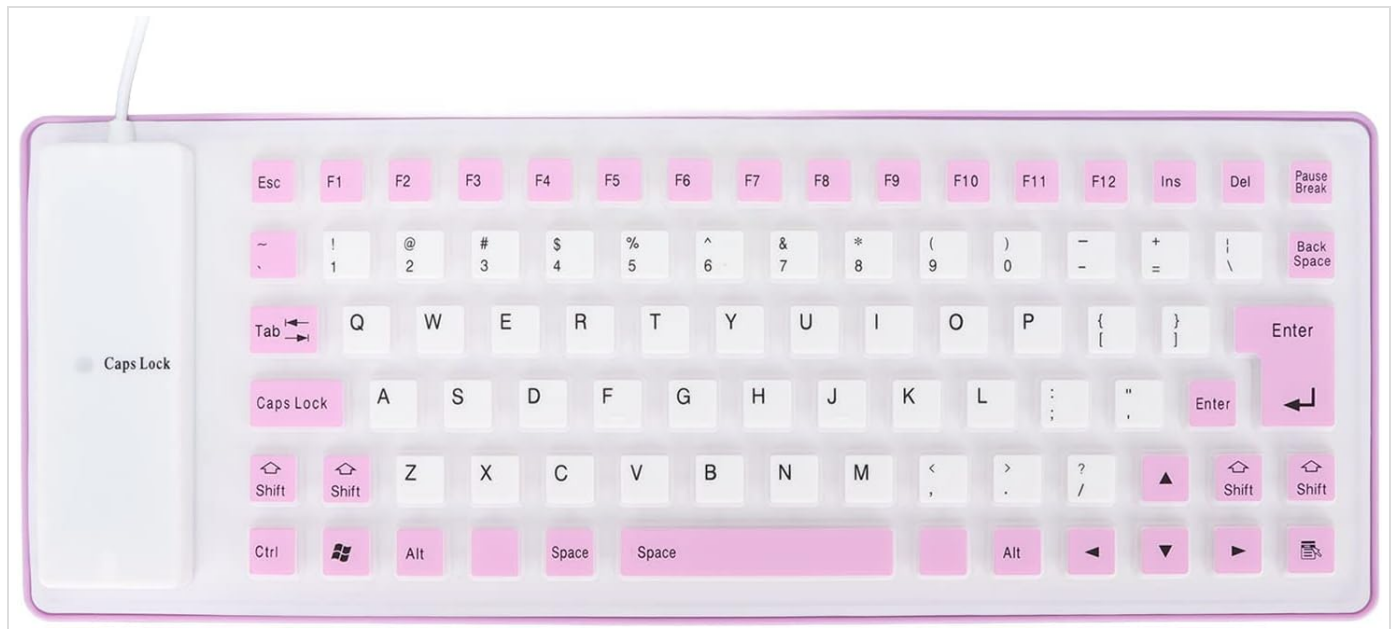 Esc F1 F2 F3 F4 F5 F6 F7 F8 F9 F10 F11 F12 Ins Del Pause Break
~ ` ! 1 @ 2 # 3 $ 4 % 5 ^ 6 & 7 * 8 ( 9 ) 0 — - + = ¦ \ Back Space
Tab Q W E R T Y U I O P { [ } ] Enter
Caps Lock
Caps Lock A S D F G H J K L : ; " ' Enter
Shift Shift Z X C V B N M < , > . ? / ▲ Shift Shift
Ctrl Alt Space Space Alt ◄ ▼ ►